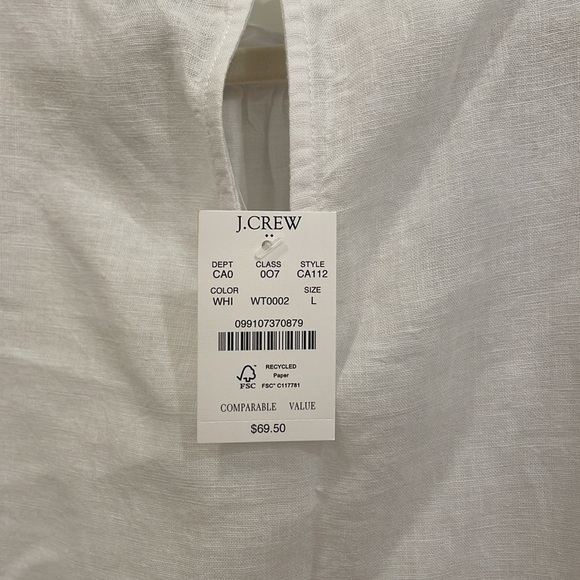 J.CREW
DEPT CLASS STYLE
CA0 0O7 CA112
COLOR SIZE
WHI WT0002 L
099107370879
RECYCLED
Paper
FSC® C117781
FSC
COMPARABLE VALUE
$69.50